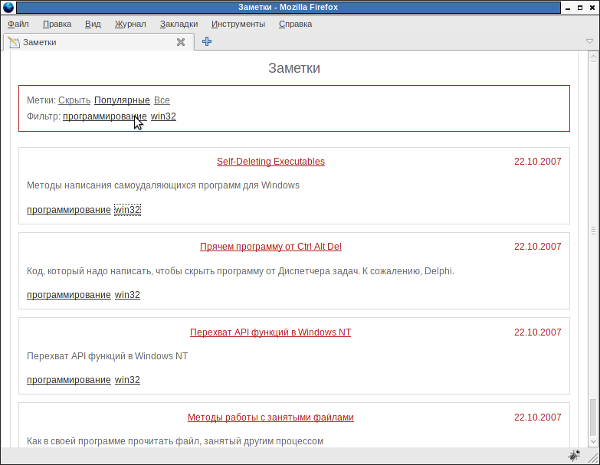 Заметки - Mozilla Firefox
Файл Правка Вид Журнал Закладки Инструменты Справка
Заметки
Заметки
Метки: Скрыть Популярные Все
Фильтр: программирование win32
Self-Deleting Executables 22.10.2007
Методы написания самоудаляющихся программ для Windows
программирование win32
Прячем программу от Ctrl Alt Del 22.10.2007
Код, который надо написать, чтобы скрыть программу от Диспетчера задач. К сожалению, Delphi.
программирование win32
Перехват API функций в Windows NT 22.10.2007
Перехват API функций в Windows NT
программирование win32
Методы работы с занятыми файлами 22.10.2007
Как в своей программе прочитать файл, занятый другим процессом